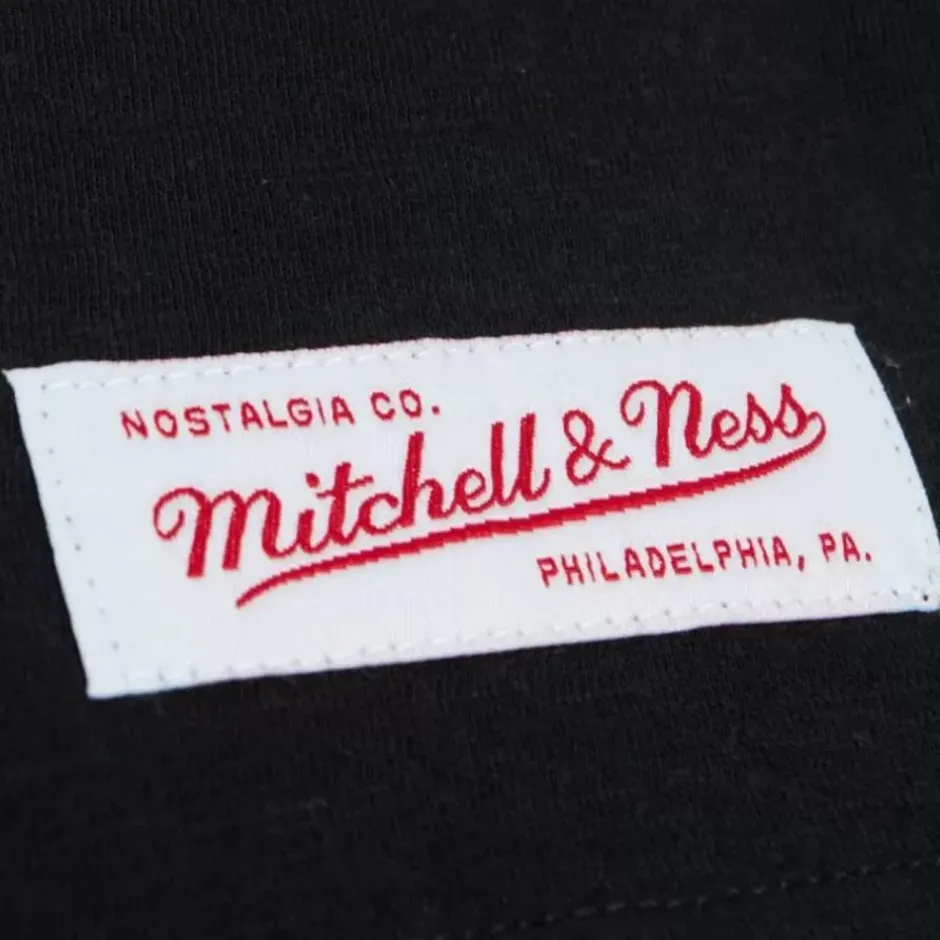 NOSTALGIA CO.
Mitchell & Ness
PHILADELPHIA, PA.